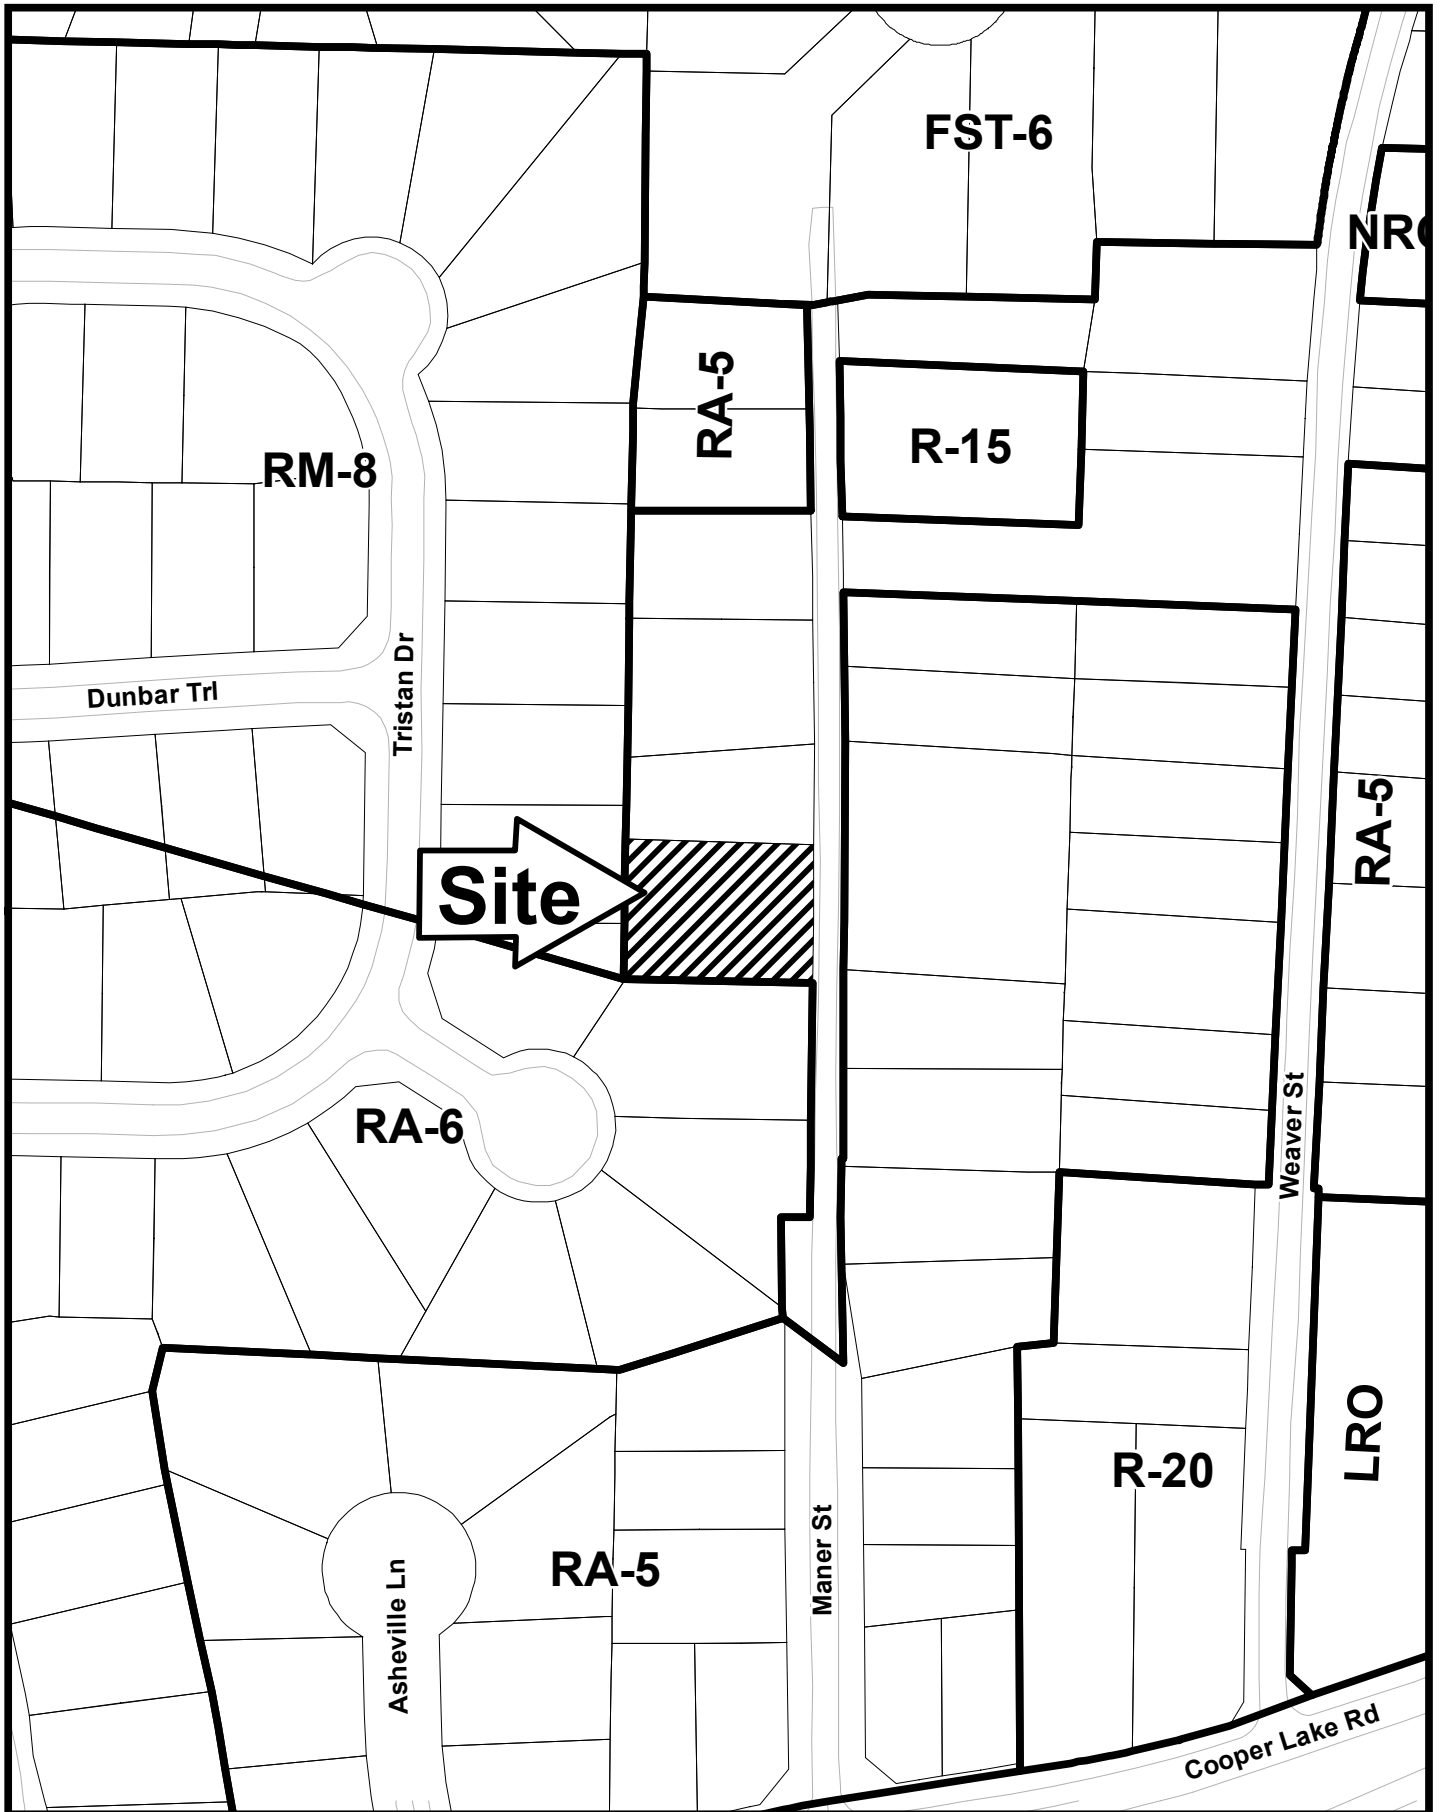 FST-6
NRC
RA-5
R-15
RM-8
Tristan Dr
Dunbar Trl
RA-5
Site
Weaver St
RA-6
LRO
R-20
Maner St
RA-5
Asheville Ln
Cooper Lake Rd